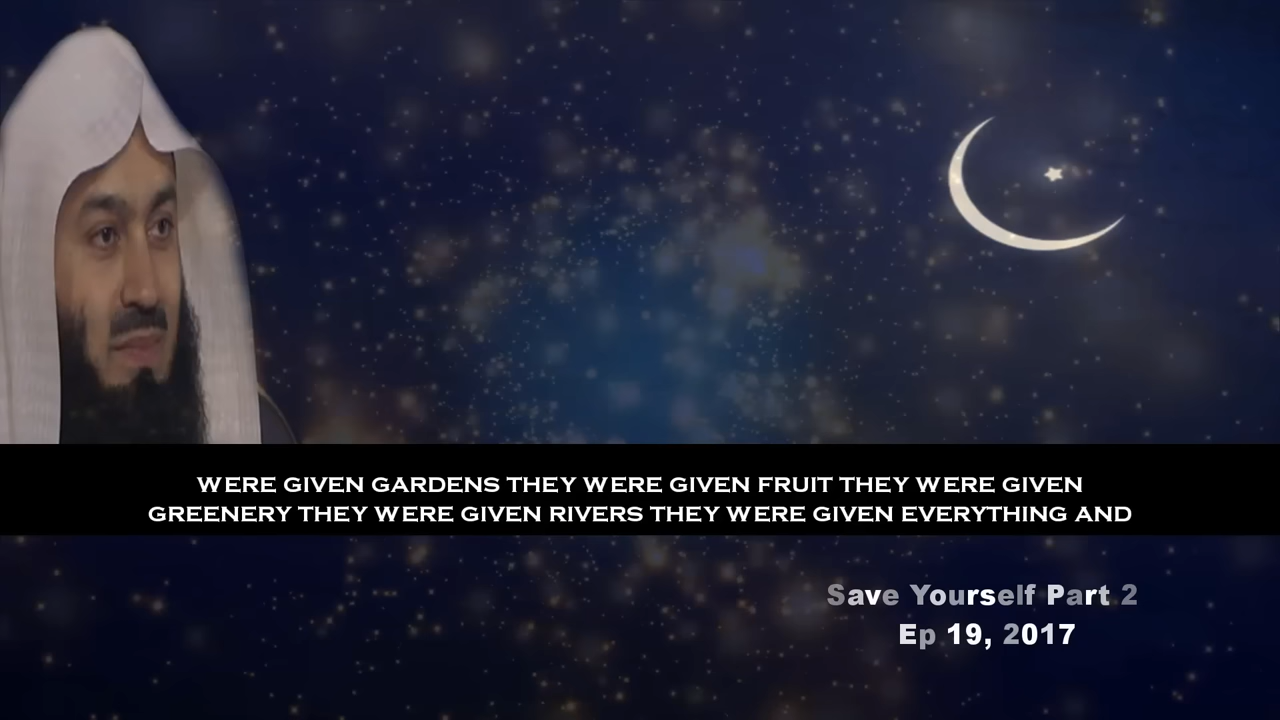 WERE GIVEN GARDENS THEY WERE GIVEN FRUIT THEY WERE GIVEN
GREENERY THEY WERE GIVEN RIVERS THEY WERE GIVEN EVERYTHING AND
Save Yourself Part 2
Ep 19, 2017